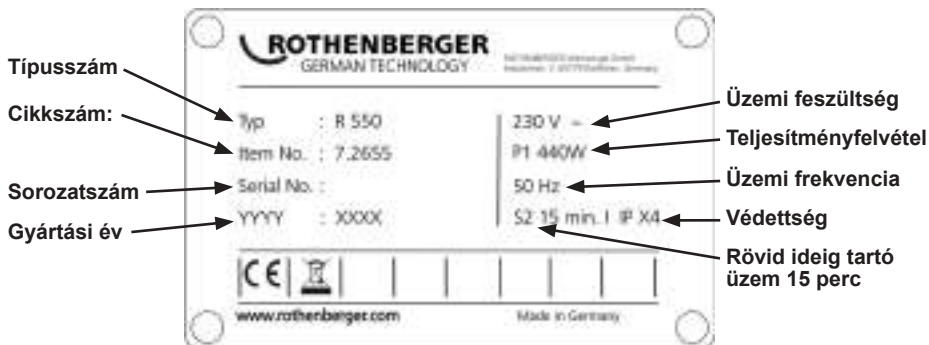 ROTHENBERGER
GERMAN TECHNOLOGY
Típusszám
Cikkszám:
Sorozatszám
Gyártási év
Typ : R 550
Item No. : 7.2655
Serial No. :
YYYY : XXXX
230 V ~
P1 440W
50 Hz
S2 15 min. I IP X4
Üzemi feszültség
Teljesítményfelvétel
Üzemi frekvencia
Védettség
Rövid ideig tartó
üzem 15 perc
CE
www.rothenberger.com
Made in Germany